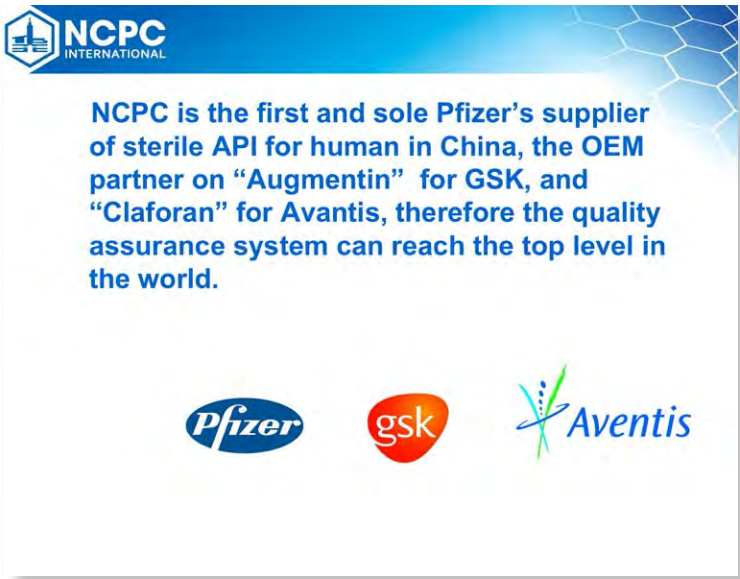 NCPC
INTERNATIONAL
NCPC is the first and sole Pfizer’s supplier
of sterile API for human in China, the OEM
partner on “Augmentin” for GSK, and
“Claforan” for Avantis, therefore the quality
assurance system can reach the top level in
the world.
Pfizer
gsk
Aventis